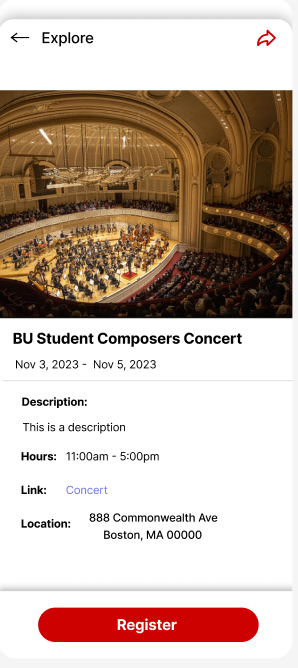 Explore
BU Student Composers Concert
Nov 3, 2023 - Nov 5, 2023
Description:
This is a description
Hours: 11:00am - 5:00pm
Link: Concert
Location: 888 Commonwealth Ave
Boston, MA 00000
Register